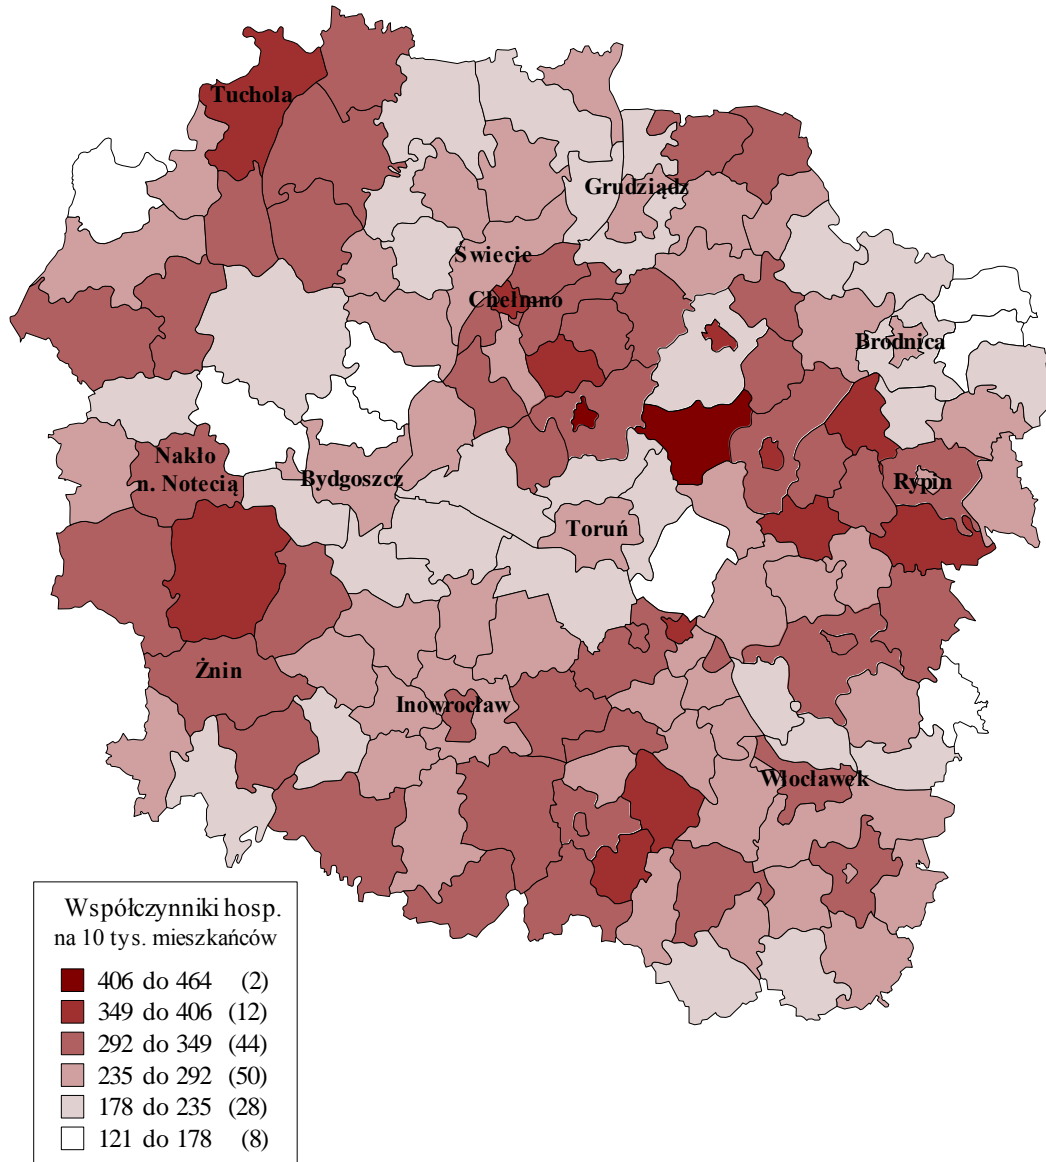 Tuchola
Grudziądz
Świecie
Chełmno
Brodnica
Nakło
n. Notecią
Bydgoszcz
Rypin
Toruń
Żnin
Inowrocław
Włocławek
Współczynniki hosp.
na 10 tys. mieszkańców
406 do 464 (2)
349 do 406 (12)
292 do 349 (44)
235 do 292 (50)
178 do 235 (28)
121 do 178 (8)